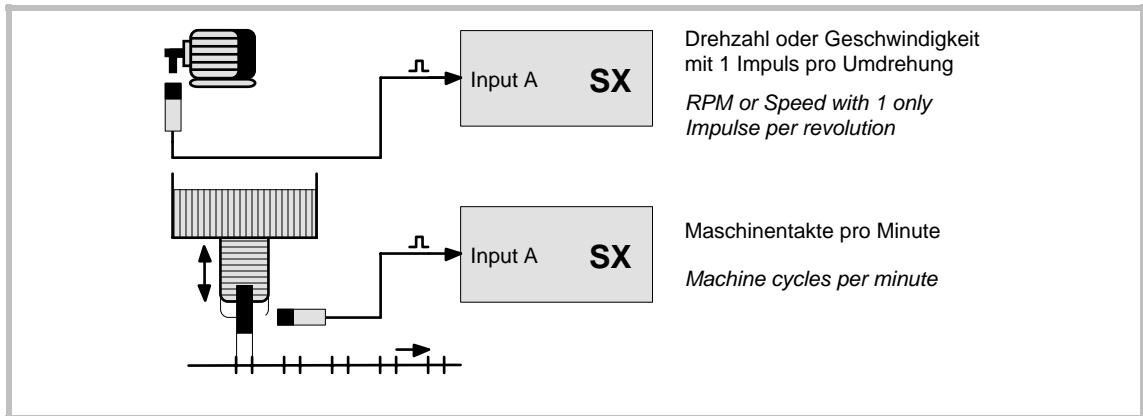 Input A SX
Drehzahl oder Geschwindigkeit
mit 1 Impuls pro Umdrehung
RPM or Speed with 1 only
Impulse per revolution
Input A SX
Maschinentakte pro Minute
Machine cycles per minute